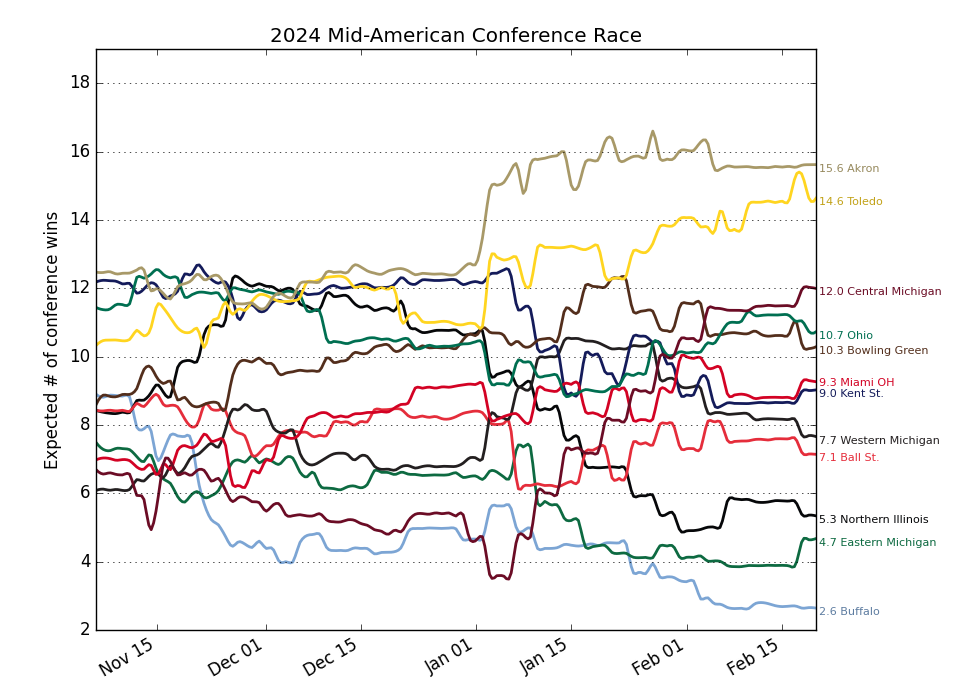 2024 Mid-American Conference Race
Expected # of conference wins
18
16
14
12
10
8
6
4
2
15.6 Akron
14.6 Toledo
12.0 Central Michigan
10.7 Ohio
10.3 Bowling Green
9.3 Miami OH
9.0 Kent St.
7.7 Western Michigan
7.1 Ball St.
5.3 Northern Illinois
4.7 Eastern Michigan
2.6 Buffalo
Nov 15
Dec 01
Dec 15
Jan 01
Jan 15
Feb 01
Feb 15